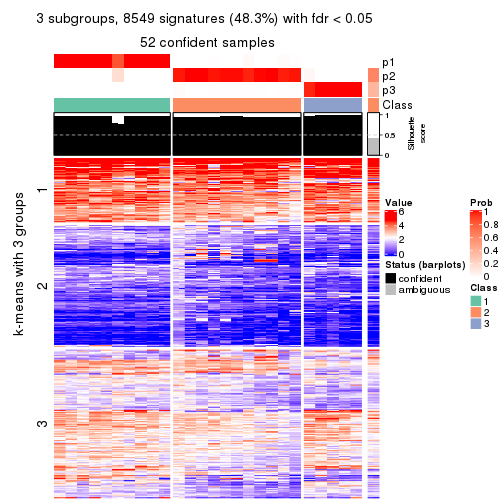 3 subgroups, 8549 signatures (48.3%) with fdr < 0.05
52 confident samples
p1
p2
p3
Class
1
0.5
0
Silhouette
score
k-means with 3 groups
1
2
3
Value
6
4
2
0
Status (barplots)
confident
ambiguous
Prob
1
0.8
0.6
0.4
0.2
0
Class
1
2
3